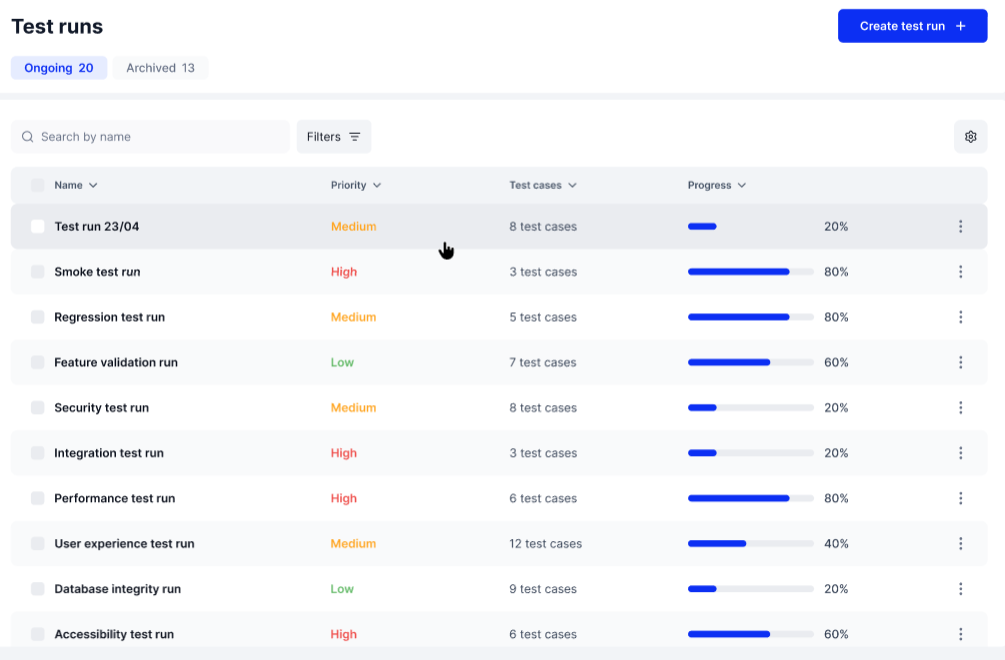 Test runs
Create test run +
Ongoing 20 Archived 13
Search by name Filters
Name Priority Test cases Progress
Test run 23/04 Medium 8 test cases 20%
Smoke test run High 3 test cases 80%
Regression test run Medium 5 test cases 80%
Feature validation run Low 7 test cases 60%
Security test run Medium 8 test cases 20%
Integration test run High 3 test cases 20%
Performance test run High 6 test cases 80%
User experience test run Medium 12 test cases 40%
Database integrity run Low 9 test cases 20%
Accessibility test run High 6 test cases 60%